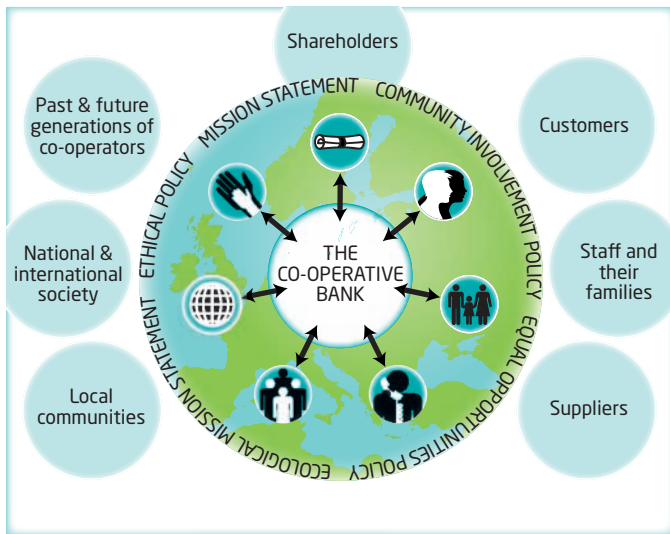 Shareholders
Past & future
generations of
co-operators
Customers
National &
international
society
Staff and
their
families
Local
communities
Suppliers
MISSION STATEMENT
COMMUNITY INVOLVEMENT POLICY
EQUAL OPPORTUNITIES POLICY
ECOLOGICAL MISSION STATEMENT
ETHICAL POLICY
THE
CO-OPERATIVE
BANK